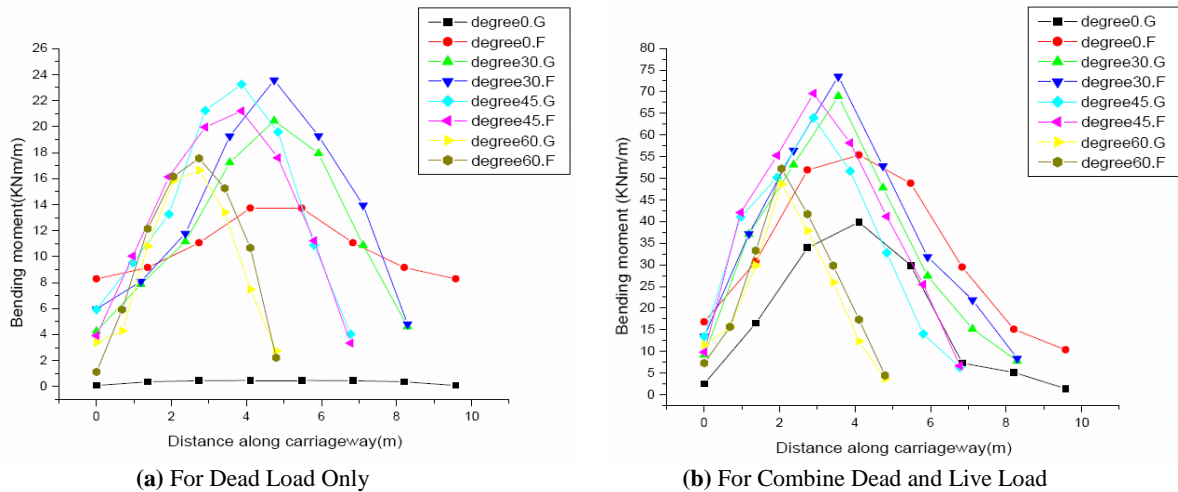 degree0.G
degree0.F
degree30.G
degree30.F
degree45.G
degree45.F
degree60.G
degree60.F
26
24
22
20
18
16
14
12
10
8
6
4
2
0
Bending moment(KNm/m)
0 2 4 6 8 10
Distance along carriageway(m)
(a) For Dead Load Only
degree0.G
degree0.F
degree30.G
degree30.F
degree45.G
degree45.F
degree60.G
degree60.F
80
75
70
65
60
55
50
45
40
35
30
25
20
15
10
5
0
Bending moment (KNm/m)
0 2 4 6 8 10
Distance along carriageway(m)
(b) For Combine Dead and Live Load